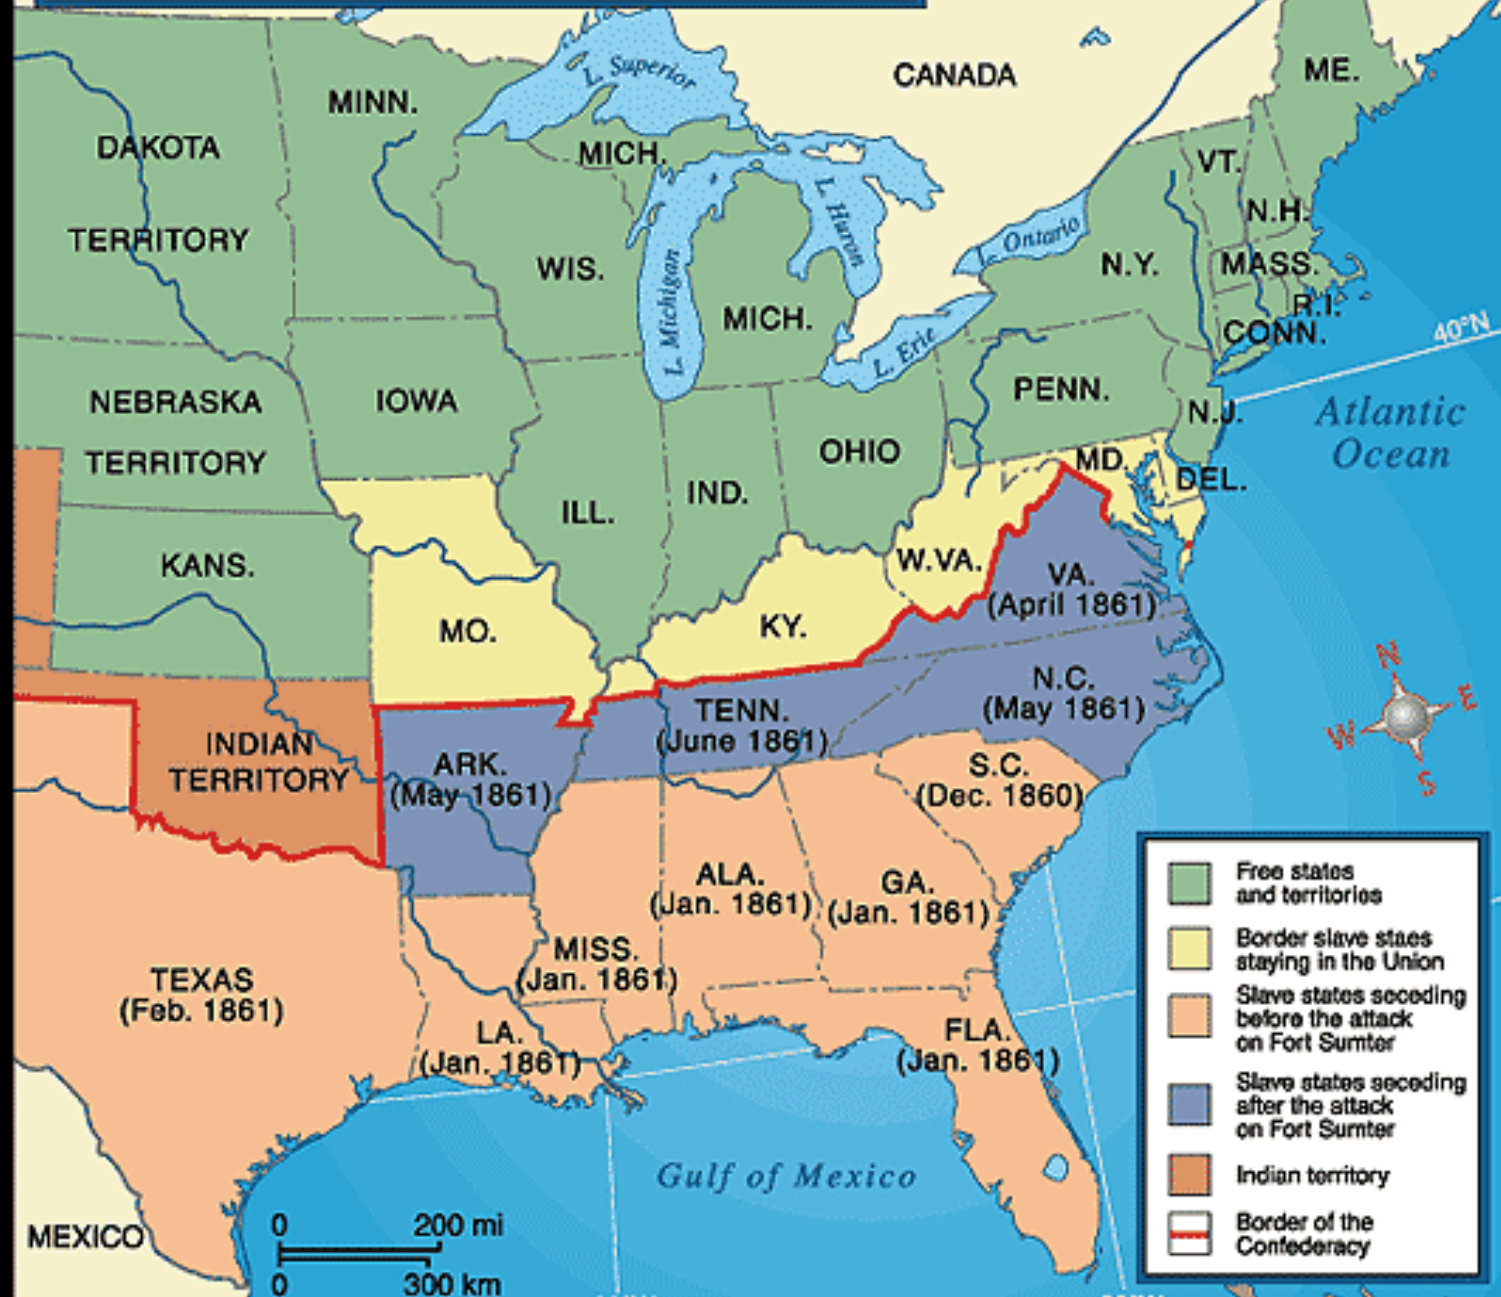 CANADA
ME.
L. Superior
MINN.
DAKOTA
TERRITORY
MICH.
VT.
N.H.
L. Huron
L. Ontario
N.Y.
MASS.
R.I.
CONN.
WIS.
L. Michigan
MICH.
L. Erie
40°N
NEBRASKA
TERRITORY
IOWA
PENN.
N.J.
Atlantic
Ocean
OHIO
MD.
DEL.
ILL.
IND.
KANS.
W.VA.
VA.
(April 1861)
MO.
KY.
N.C.
(May 1861)
TENN.
(June 1861)
INDIAN
TERRITORY
ARK.
(May 1861)
S.C.
(Dec. 1860)
N
E
W
S
ALA.
(Jan. 1861)
GA.
(Jan. 1861)
MISS.
(Jan. 1861)
TEXAS
(Feb. 1861)
LA.
(Jan. 1861)
FLA.
(Jan. 1861)
Gulf of Mexico
MEXICO
0
200 mi
0
300 km
Free states
and territories
Border slave staes
staying in the Union
Slave states seceding
before the attack
on Fort Sumter
Slave states seceding
after the attack
on Fort Sumter
Indian territory
Border of the
Confederacy